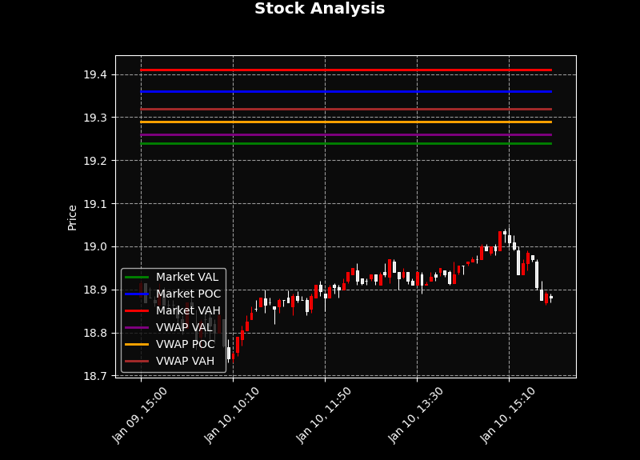 Stock Analysis
19.4
19.3
19.2
19.1
19.0
18.9
18.8
18.7
Price
Market VAL
Market POC
Market VAH
VWAP VAL
VWAP POC
VWAP VAH
Jan 09, 15:00
Jan 10, 10:10
Jan 10, 11:50
Jan 10, 13:30
Jan 10, 15:10